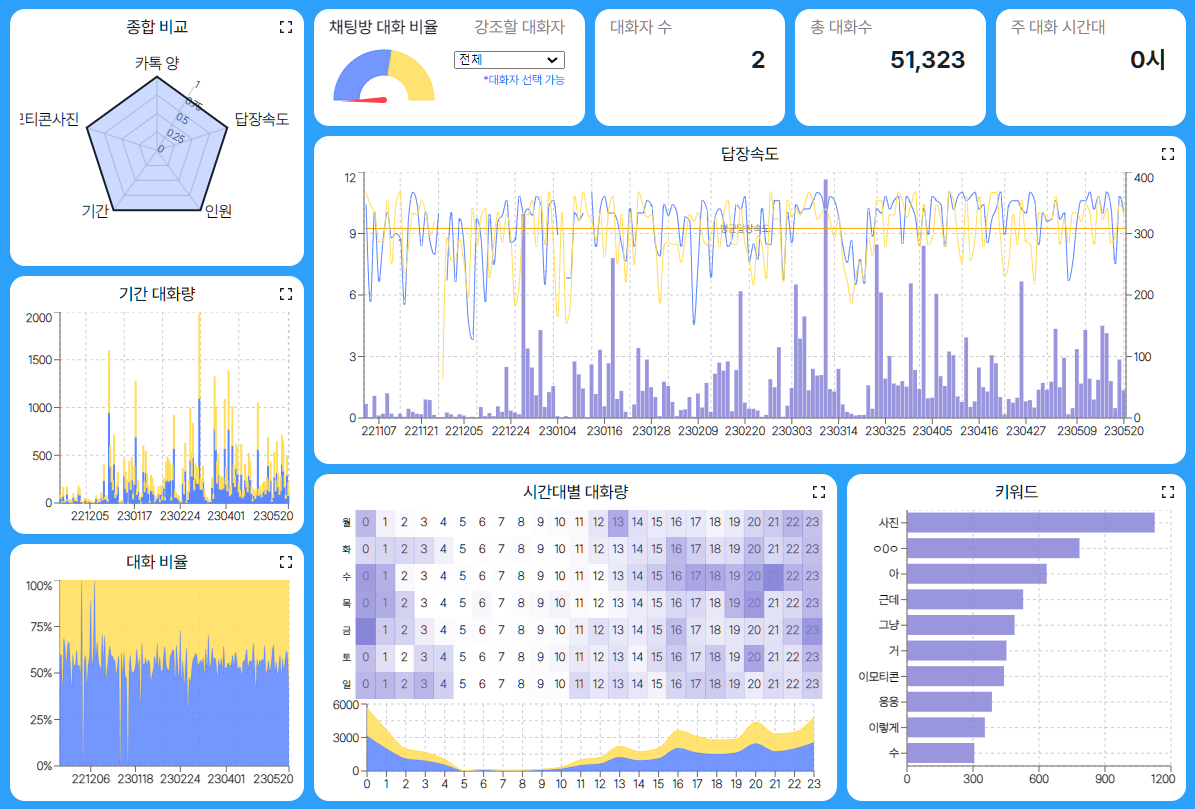 종합 비교
카톡 양
1
0.75
0.5
0.25
0
답장속도
인원
기간
티콘사진
채팅방 대화 비율
강조할 대화자
전체
*대화자 선택 가능
대화자 수
2
총 대화수
51,323
주 대화 시간대
0시
답장속도
12
9
6
3
0
평균답장속도
400
300
200
100
0
221107 221121 221205 221224 230104 230116 230128 230209 230220 230303 230314 230325 230405 230416 230427 230509 230520
기간 대화량
2000
1500
1000
500
0
221205 230117 230224 230401 230520
대화 비율
100%
75%
50%
25%
0%
221206 230118 230224 230401 230520
시간대별 대화량
월 0 1 2 3 4 5 6 7 8 9 10 11 12 13 14 15 16 17 18 19 20 21 22 23
화 0 1 2 3 4 5 6 7 8 9 10 11 12 13 14 15 16 17 18 19 20 21 22 23
수 0 1 2 3 4 5 6 7 8 9 10 11 12 13 14 15 16 17 18 19 20 21 22 23
목 0 1 2 3 4 5 6 7 8 9 10 11 12 13 14 15 16 17 18 19 20 21 22 23
금 0 1 2 3 4 5 6 7 8 9 10 11 12 13 14 15 16 17 18 19 20 21 22 23
토 0 1 2 3 4 5 6 7 8 9 10 11 12 13 14 15 16 17 18 19 20 21 22 23
일 0 1 2 3 4 5 6 7 8 9 10 11 12 13 14 15 16 17 18 19 20 21 22 23
6000
3000
0
0 1 2 3 4 5 6 7 8 9 10 11 12 13 14 15 16 17 18 19 20 21 22 23
키워드
사진
ㅇ0ㅇ
아
근데
그냥
거
이모티콘
웅웅
이렇게
수
0 300 600 900 1200